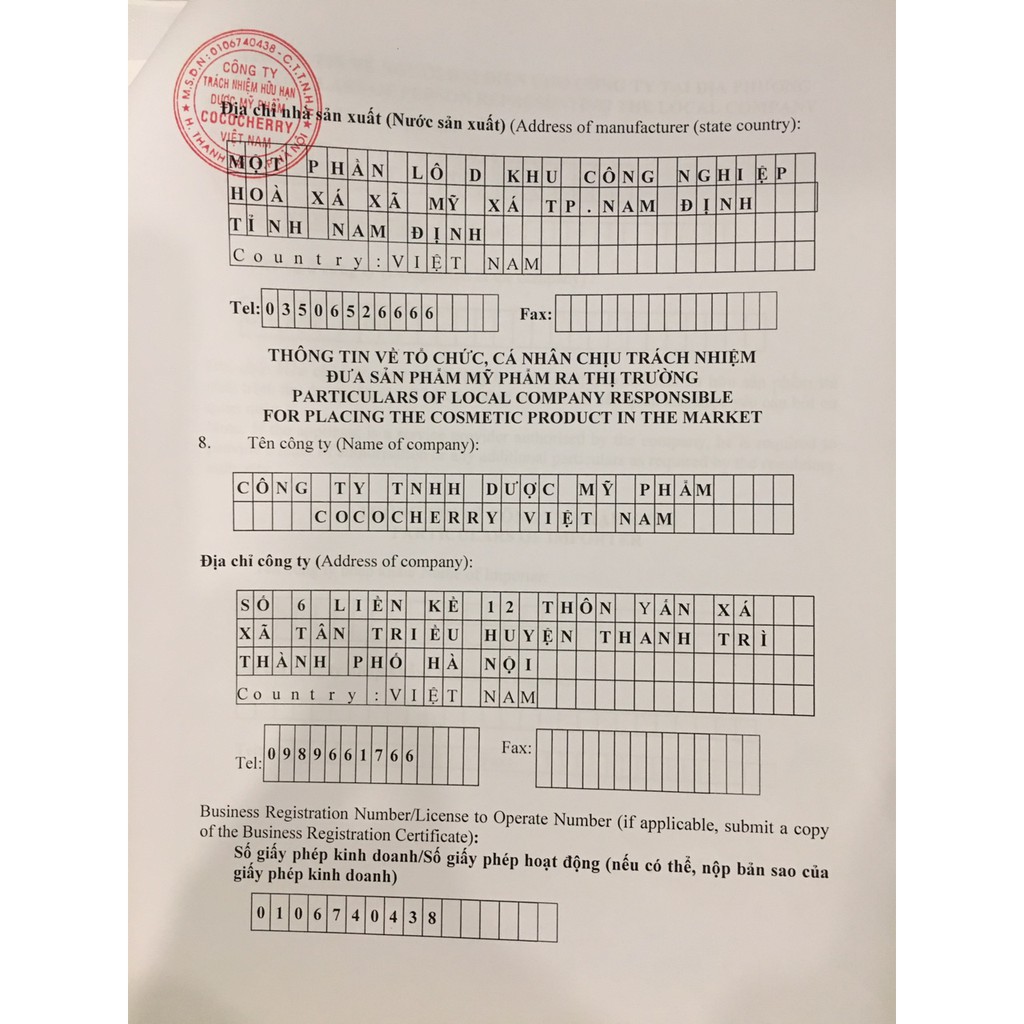 M.S.D.N: 0106740438 - C.T.T.N.H.H
CÔNG TY
TRÁCH NHIỆM HỮU HẠN
DƯỢC MỸ PHẨM
COCOCHERRY
VIỆT NAM
Địa chỉ nhà sản xuất (Nước sản xuất) (Address of manufacturer (state country):
MỘT PHẦN LÔ D KHU CÔNG NGHIỆP
HOÀ XÁ XÃ MỸ XÁ TP.NAM ĐỊNH
TỈNH NAM ĐỊNH
Country:VIỆT NAM
Tel: 03506526666 Fax:
THÔNG TIN VỀ TỔ CHỨC, CÁ NHÂN CHỊU TRÁCH NHIỆM
ĐƯA SẢN PHẨM MỸ PHẨM RA THỊ TRƯỜNG
PARTICULARS OF LOCAL COMPANY RESPONSIBLE
FOR PLACING THE COSMETIC PRODUCT IN THE MARKET
8. Tên công ty (Name of company):
CÔNG TY TNHH DƯỢC MỸ PHẨM
COCOCHERRY VIỆT NAM
Địa chỉ công ty (Address of company):
SỐ 6 LIỀN KỀ 12 THÔN YÊN XÁ
XÃ TÂN TRIỀU HUYỆN THANH TRÌ
THÀNH PHỐ HÀ NỘI
Country:VIỆT NAM
Tel: 0989661766 Fax:
Business Registration Number/License to Operate Number (if applicable, submit a copy
of the Business Registration Certificate):
Số giấy phép kinh doanh/Số giấy phép hoạt động (nếu có thể, nộp bản sao của
giấy phép kinh doanh)
0106740438